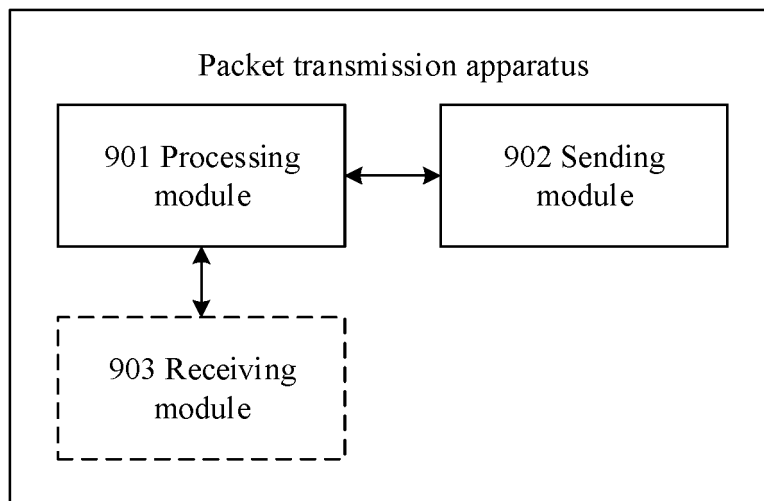 Packet transmission apparatus
901 Processing
module
902 Sending
module
903 Receiving
module